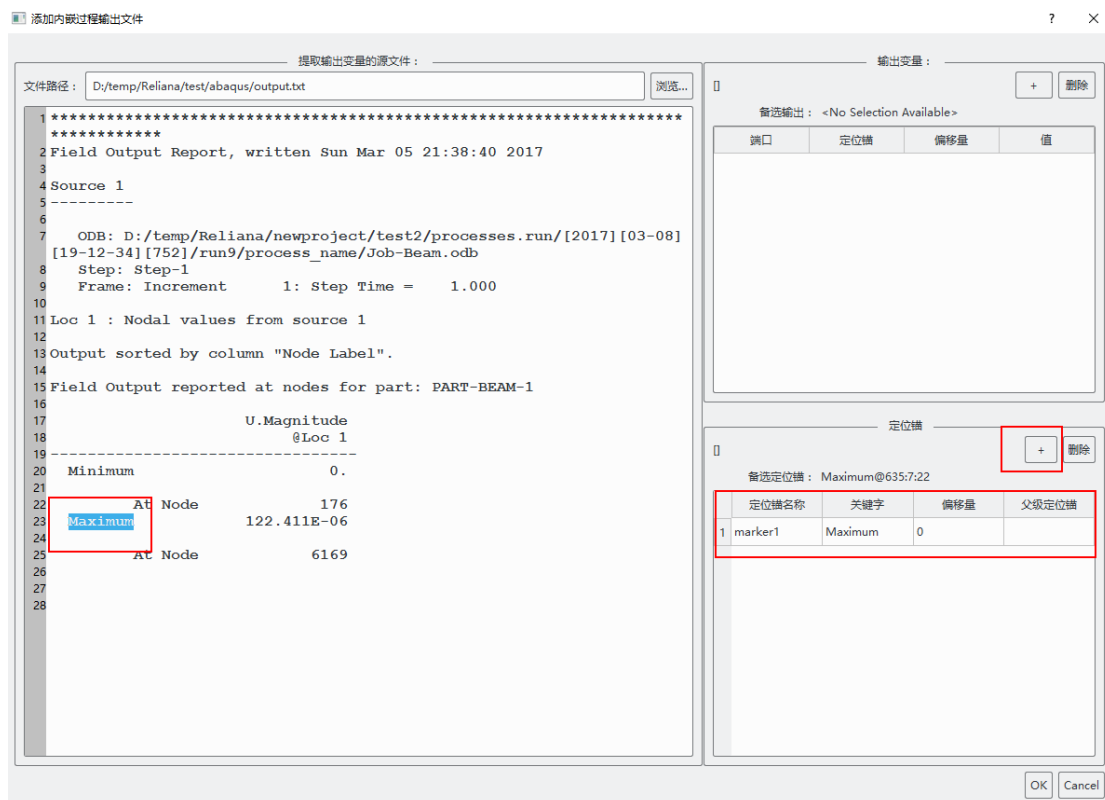 添加内嵌过程输出文件
?
提取输出变量的源文件：
文件路径：
D:/temp/Reliana/test/abaqus/output.txt
浏览...
1 ********************************************************************
************
2 Field Output Report, written Sun Mar 05 21:38:40 2017
3
4 Source 1
5 ---------
6
7 ODB: D:/temp/Reliana/newproject/test2/processes.run/[2017][03-08]
[19-12-34][752]/run9/process_name/Job-Beam.odb
8 Step: Step-1
9 Frame: Increment 1: Step Time = 1.000
10
11 Loc 1 : Nodal values from source 1
12
13 Output sorted by column "Node Label".
14
15 Field Output reported at nodes for part: PART-BEAM-1
16
17 U.Magnitude
18 @Loc 1
19 ---------------------------------
20 Minimum 0.
21
22 At Node 176
23 Maximum 122.411E-06
24
25 At Node 6169
26
27
28
输出变量：
[]
+
删除
备选输出： <No Selection Available>
端口 定位锚 偏移量 值
定位锚
[]
+
删除
备选定位锚： Maximum@635:7:22
定位锚名称 关键字 偏移量 父级定位锚
1 marker1 Maximum 0
OK Cancel